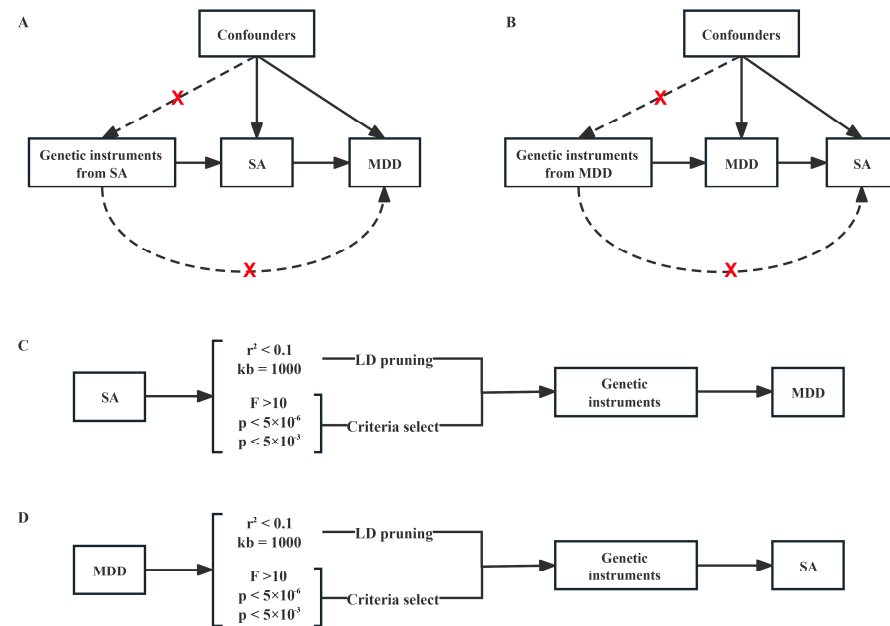 A
Confounders
X
Genetic instruments
from SA
SA
MDD
X
B
Confounders
X
Genetic instruments
from MDD
MDD
SA
X
C
SA
r² < 0.1
kb = 1000
LD pruning
F >10
p < 5×10⁻⁶
p < 5×10⁻³
Criteria select
Genetic
instruments
MDD
D
MDD
r² < 0.1
kb = 1000
LD pruning
F >10
p < 5×10⁻⁶
p < 5×10⁻³
Criteria select
Genetic
instruments
SA